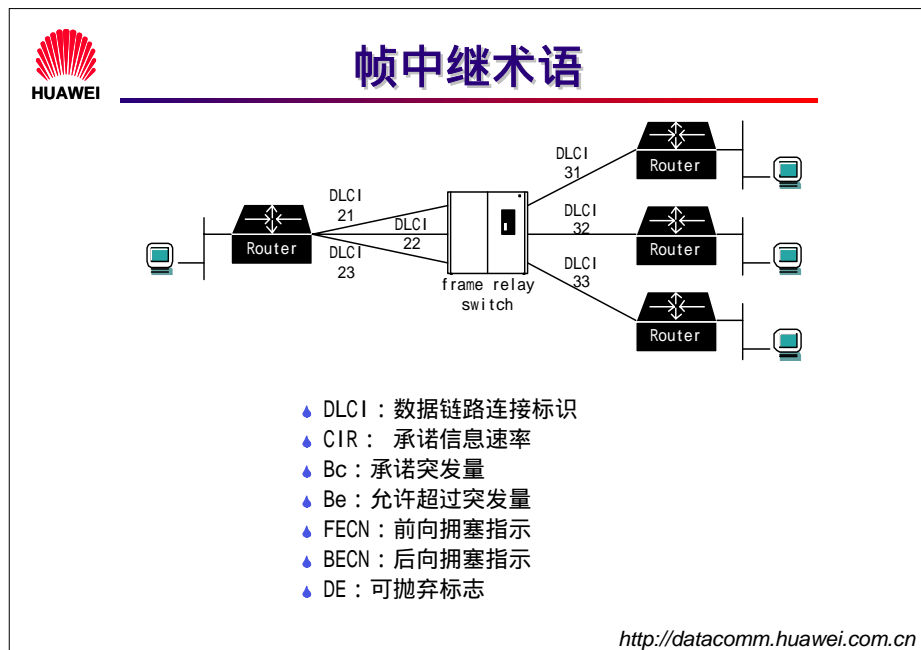 HUAWEI
帧中继术语
DLCI
31
Router
DLCI
21
DLCI
22
DLCI
32
Router
Router
DLCI
23
DLCI
33
frame relay
switch
Router
DLCI：数据链路连接标识
CIR： 承诺信息速率
Bc：承诺突发量
Be：允许超过突发量
FECN：前向拥塞指示
BECN：后向拥塞指示
DE：可抛弃标志
http://datacomm.huawei.com.cn